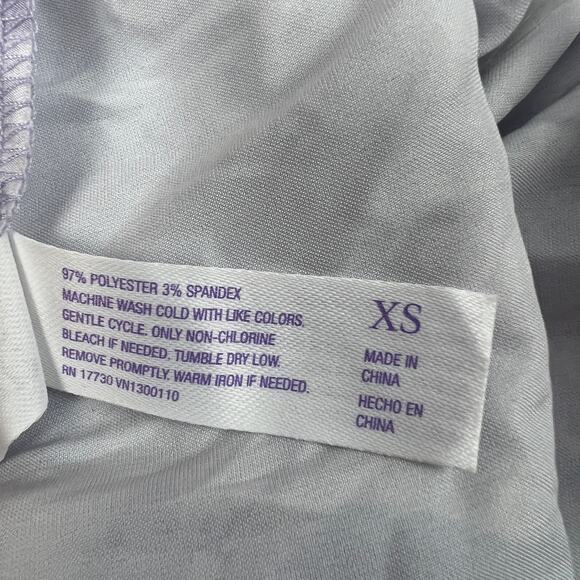 97% POLYESTER 3% SPANDEX
MACHINE WASH COLD WITH LIKE COLORS.
GENTLE CYCLE. ONLY NON-CHLORINE
BLEACH IF NEEDED. TUMBLE DRY LOW.
REMOVE PROMPTLY. WARM IRON IF NEEDED.
RN 17730 VN1300110
XS
MADE IN
CHINA
HECHO EN
CHINA